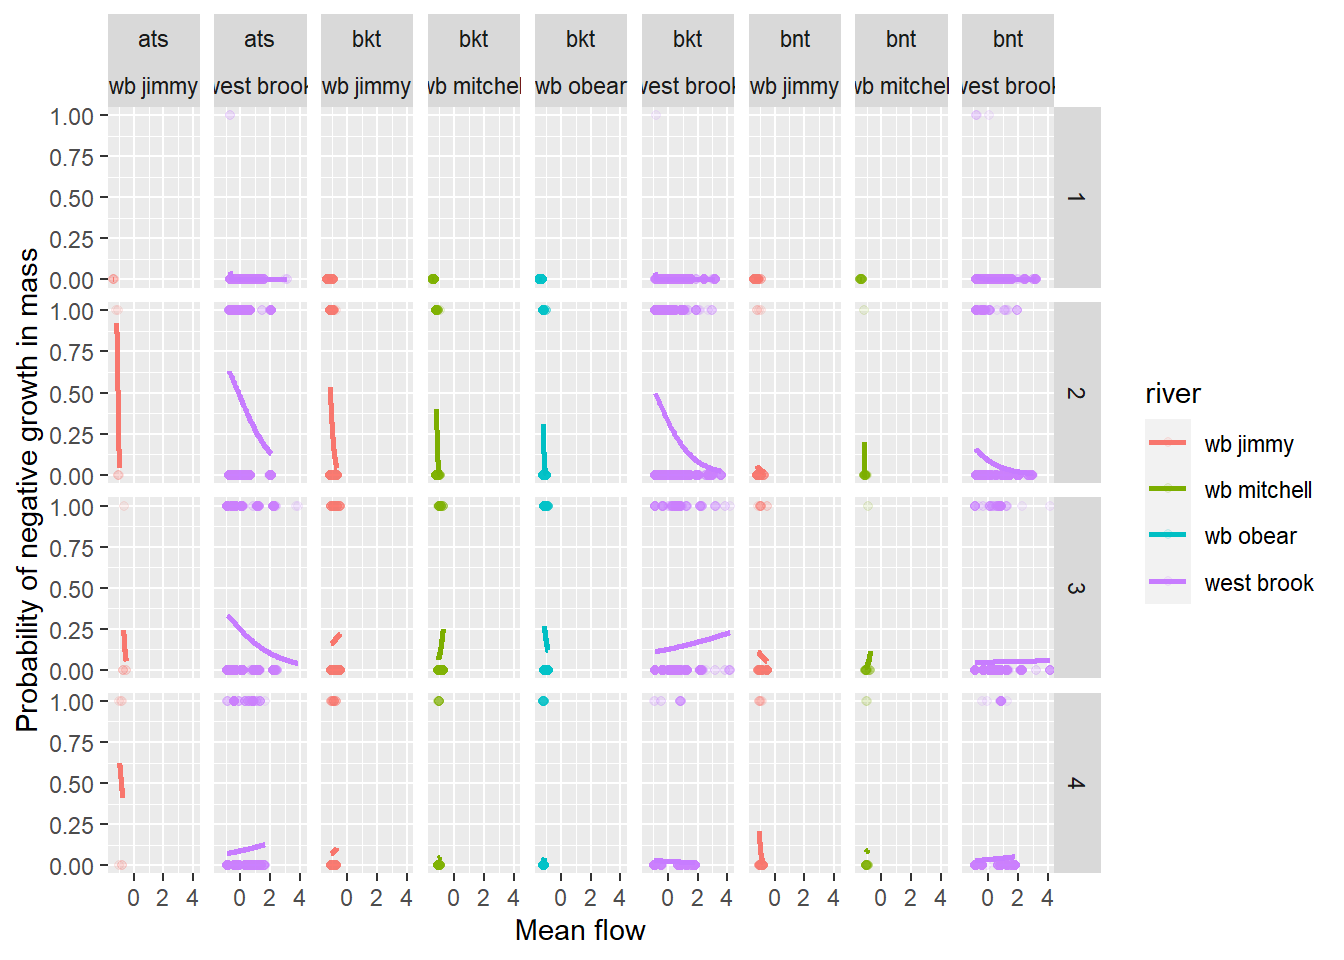 ats ats bkt bkt bkt bkt bnt bnt bnt
wb jimmy vest brook wb jimmy wb mitchel wb obear vest brook wb jimmy wb mitchel vest brook
1.00
0.75
0.50
0.25
0.00
1
1.00
0.75
0.50
0.25
0.00
2
1.00
0.75
0.50
0.25
0.00
3
1.00
0.75
0.50
0.25
0.00
4
0 2 4 0 2 4 0 2 4 0 2 4 0 2 4 0 2 4 0 2 4 0 2 4 0 2 4
Mean flow
Probability of negative growth in mass
river
wb jimmy
wb mitchell
wb obear
west brook